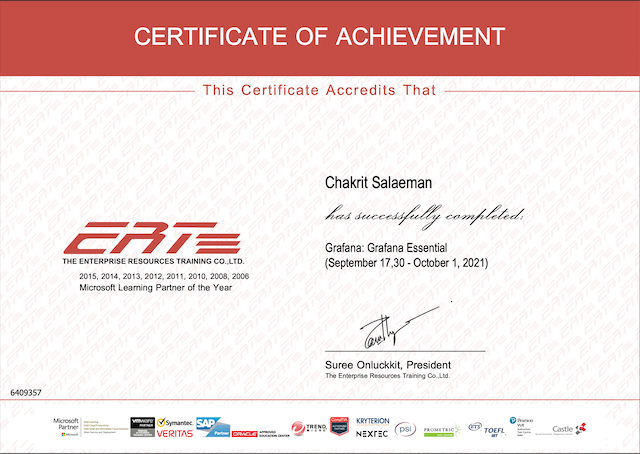 CERTIFICATE OF ACHIEVEMENT
This Certificate Accredits That
Chakrit Salaeman
has successfully completed:
Grafana: Grafana Essential
(September 17,30 - October 1, 2021)
ERT
THE ENTERPRISE RESOURCES TRAINING CO.,LTD.
2015, 2014, 2013, 2012, 2011, 2010, 2008, 2006
Microsoft Learning Partner of the Year
Suree Onluckkit, President
The Enterprise Resources Training Co.,Ltd.
6409357
Microsoft
Partner
Microsoft
vmware
PARTNER
Symantec.
VERITAS
SAP
Partner
ORACLE
APPROVED
EDUCATION CENTER
TREND
MICRO
CompTIA
KRYTERION
NEXTEC
psi
PROMETRIC
ETS
TOEFL
iBT
Pearson
VUE
Castle